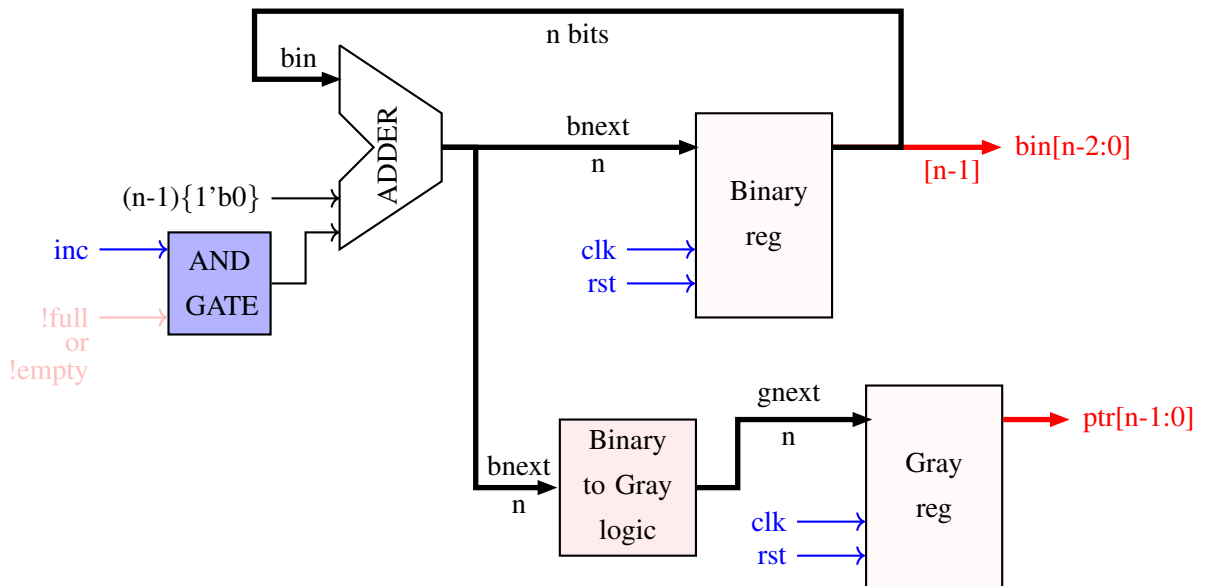 n bits
bin
ADDER
bnext
n
bin[n-2:0]
[n-1]
Binary
reg
(n-1){1'b0}
inc
AND
GATE
clk
rst
!full
or
!empty
gnext
n
ptr[n-1:0]
Binary
to Gray
logic
bnext
n
Gray
reg
clk
rst